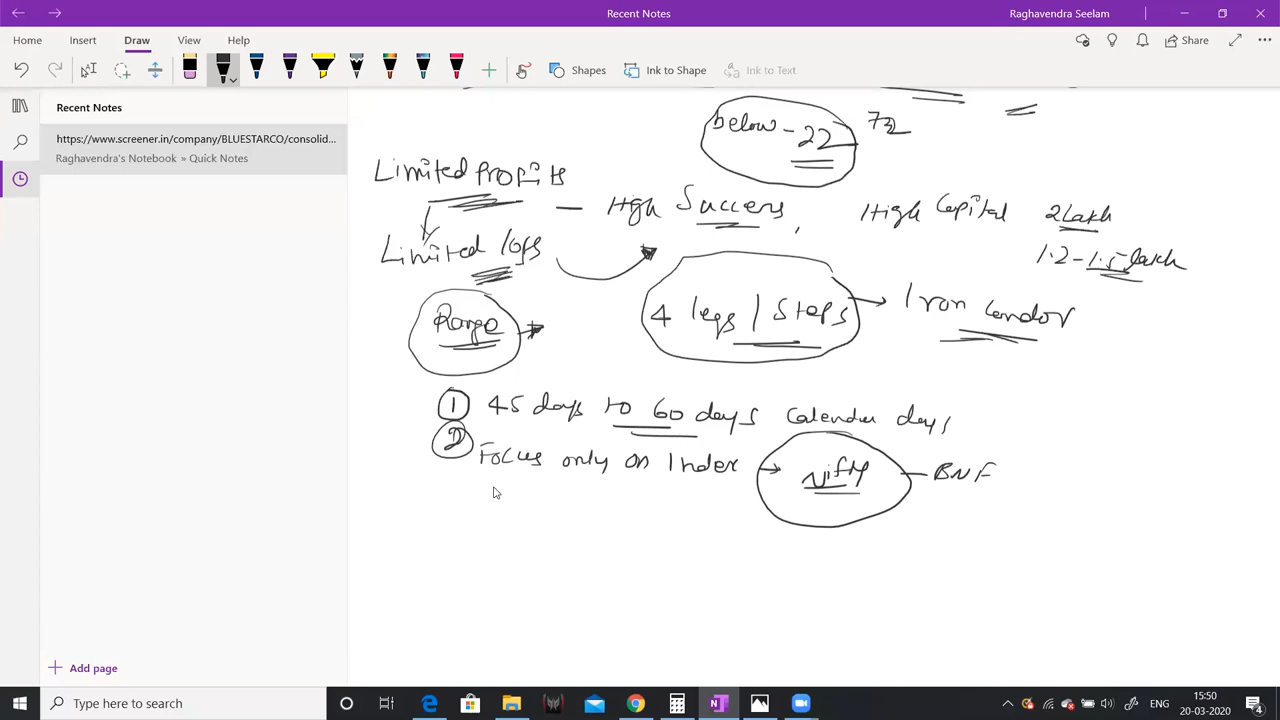 Recent Notes
Raghavendra Seelam
Home
Insert
Draw
View
Help
Share
Shapes
Ink to Shape
Ink to Text
Recent Notes
https://www.screener.in/company/BLUESTARCO/consolid...
Raghavendra's Notebook » Quick Notes
below - 22
Limited profits
High Success,
High Capital
2 Lakh
Limited loss
1.2 - 1.5 lakh
Range
4 legs / Steps
Iron Condor
1 45 days to 60 days Calender days
2 Focus only on Index
Nifty
BNF
Add page
Type here to search
15:50
20-03-2020